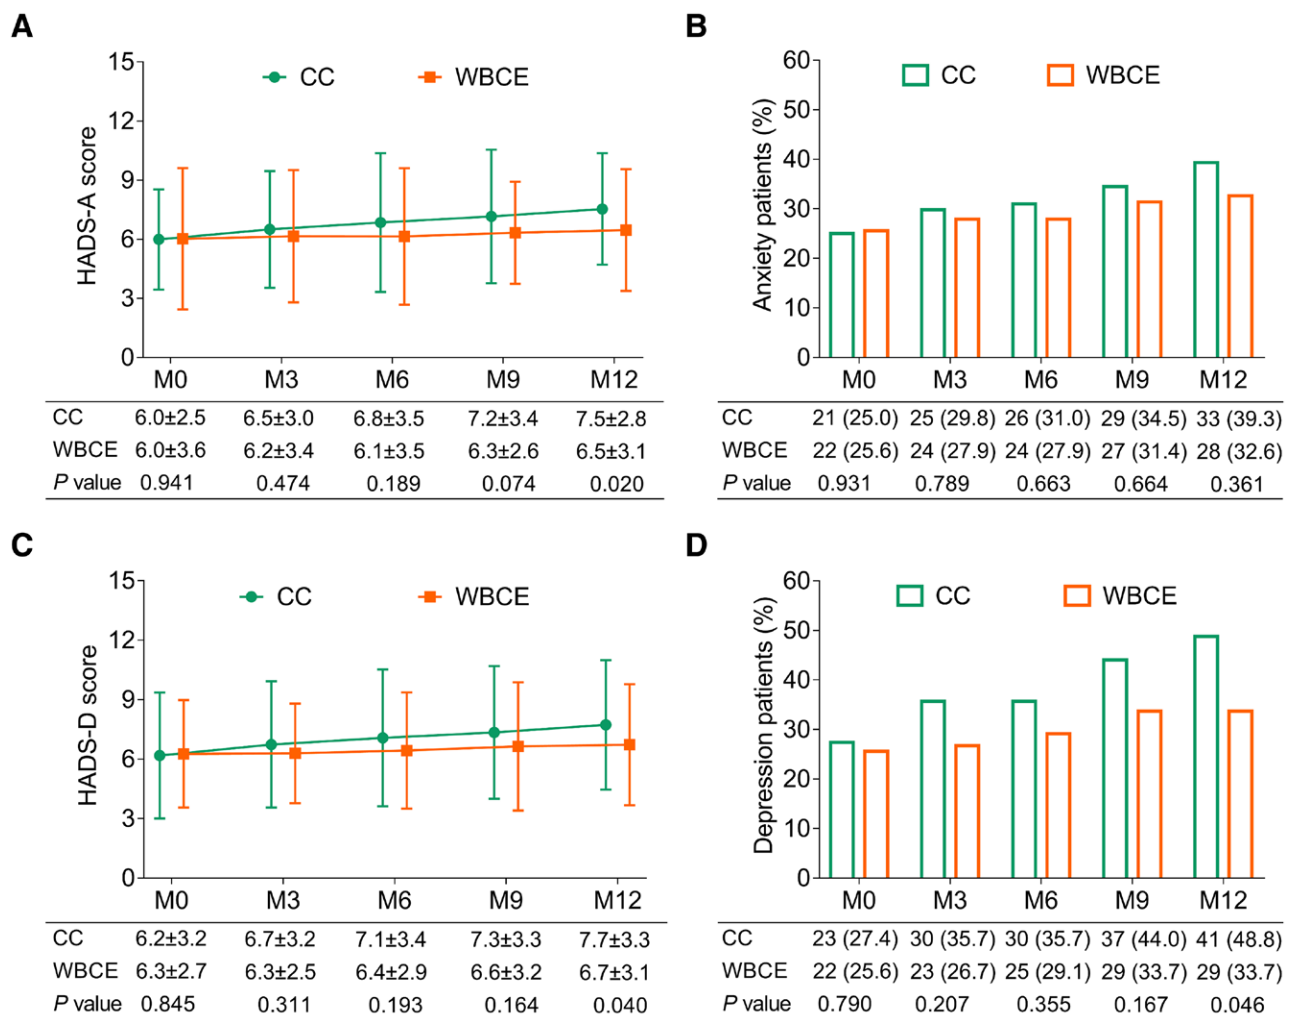 A
HADS-A score
15
12
9
6
3
0
CC
WBCE
M0 M3 M6 M9 M12
CC 6.0±2.5 6.5±3.0 6.8±3.5 7.2±3.4 7.5±2.8
WBCE 6.0±3.6 6.2±3.4 6.1±3.5 6.3±2.6 6.5±3.1
P value 0.941 0.474 0.189 0.074 0.020
B
Anxiety patients (%)
60
50
40
30
20
10
0
CC
WBCE
M0 M3 M6 M9 M12
CC 21 (25.0) 25 (29.8) 26 (31.0) 29 (34.5) 33 (39.3)
WBCE 22 (25.6) 24 (27.9) 24 (27.9) 27 (31.4) 28 (32.6)
P value 0.931 0.789 0.663 0.664 0.361
C
HADS-D score
15
12
9
6
3
0
CC
WBCE
M0 M3 M6 M9 M12
CC 6.2±3.2 6.7±3.2 7.1±3.4 7.3±3.3 7.7±3.3
WBCE 6.3±2.7 6.3±2.5 6.4±2.9 6.6±3.2 6.7±3.1
P value 0.845 0.311 0.193 0.164 0.040
D
Depression patients (%)
60
50
40
30
20
10
0
CC
WBCE
M0 M3 M6 M9 M12
CC 23 (27.4) 30 (35.7) 30 (35.7) 37 (44.0) 41 (48.8)
WBCE 22 (25.6) 23 (26.7) 25 (29.1) 29 (33.7) 29 (33.7)
P value 0.790 0.207 0.355 0.167 0.046